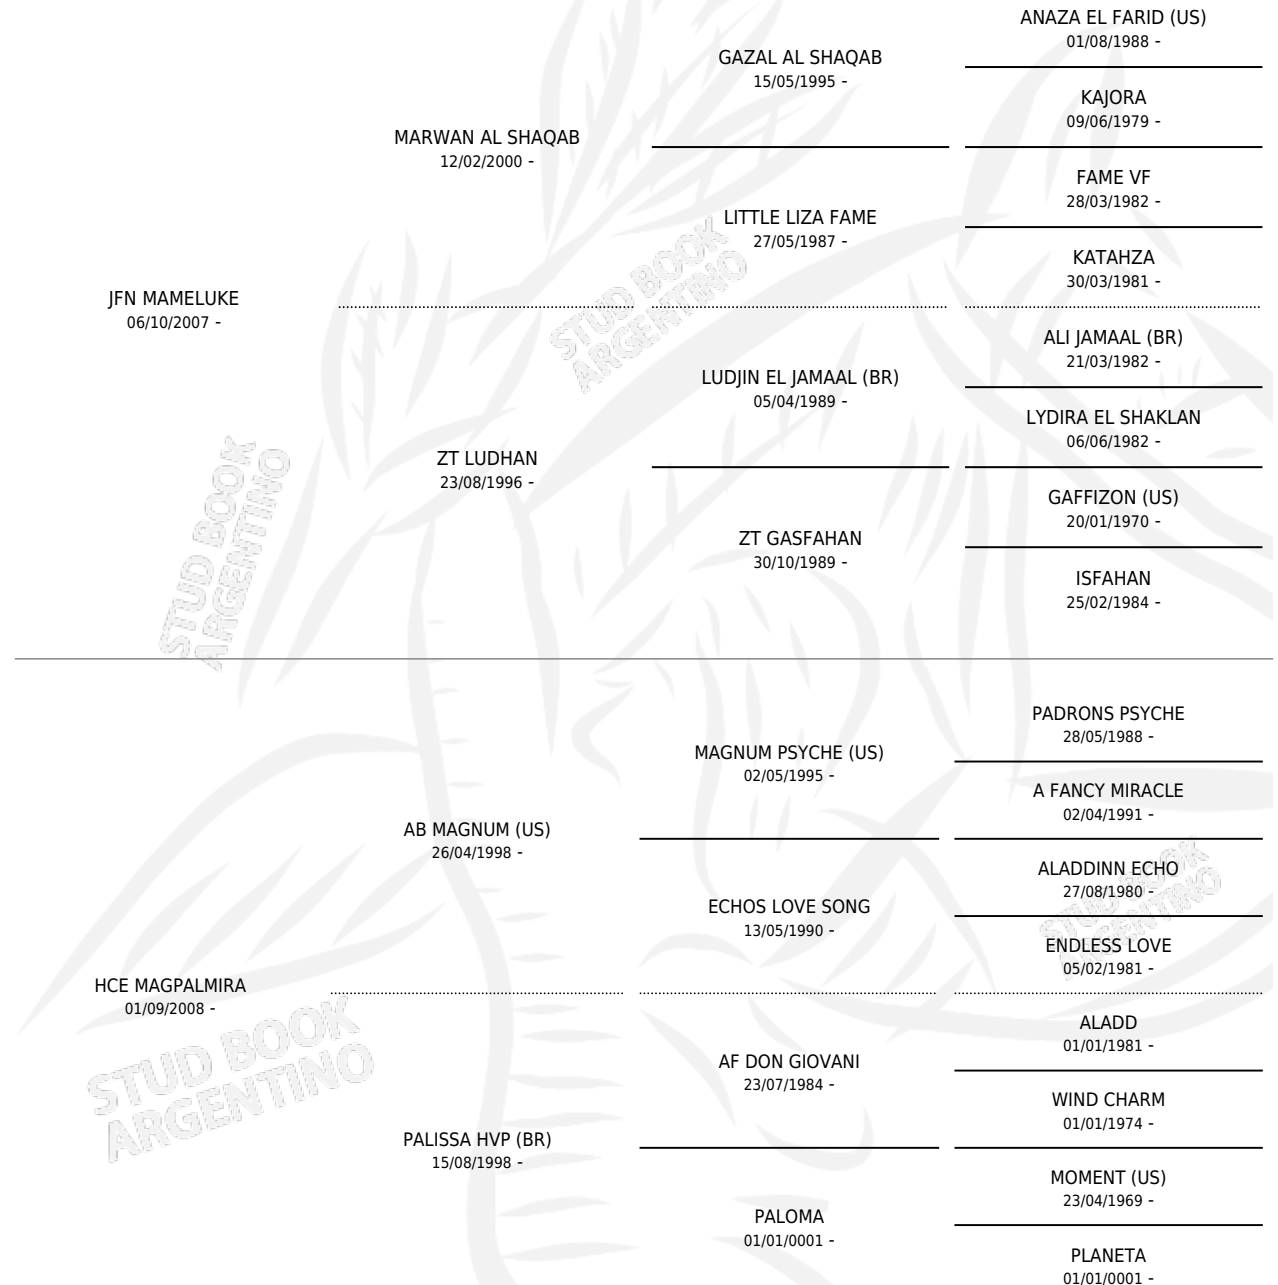 ANAZA EL FARID (US)
01/08/1988 -
GAZAL AL SHAQAB
15/05/1995 -
KAJORA
09/06/1979 -
MARWAN AL SHAQAB
12/02/2000 -
FAME VF
28/03/1982 -
LITTLE LIZA FAME
27/05/1987 -
KATAHZA
30/03/1981 -
JFN MAMELUKE
06/10/2007 -
STUD BOOK
ARGENTINO
ALI JAMAAL (BR)
21/03/1982 -
LUDJIN EL JAMAAL (BR)
05/04/1989 -
LYDIRA EL SHAKLAN
06/06/1982 -
ZT LUDHAN
23/08/1996 -
GAFFIZON (US)
20/01/1970 -
ZT GASFAHAN
30/10/1989 -
ISFAHAN
25/02/1984 -
STUD BOOK
ARGENTINO
PADRONS PSYCHE
28/05/1988 -
MAGNUM PSYCHE (US)
02/05/1995 -
A FANCY MIRACLE
02/04/1991 -
AB MAGNUM (US)
26/04/1998 -
ALADDINN ECHO
27/08/1980 -
STUD BOOK
ARGENTINO
ECHOS LOVE SONG
13/05/1990 -
ENDLESS LOVE
05/02/1981 -
HCE MAGPALMIRA
01/09/2008 -
STUD BOOK
ARGENTINO
ALADD
01/01/1981 -
AF DON GIOVANI
23/07/1984 -
WIND CHARM
01/01/1974 -
PALISSA HVP (BR)
15/08/1998 -
MOMENT (US)
23/04/1969 -
PALOMA
01/01/0001 -
PLANETA
01/01/0001 -